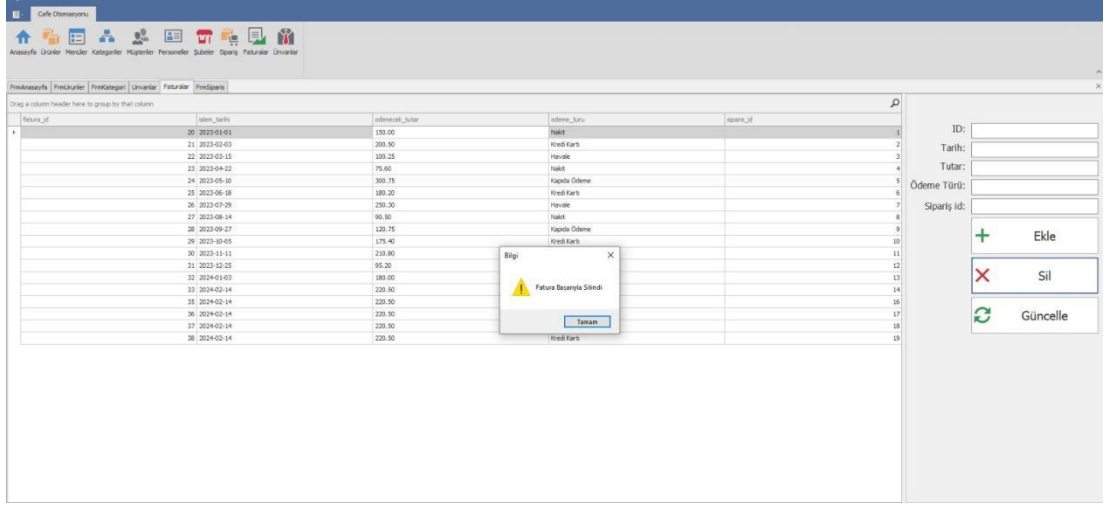 Cafe Otomasyonu
Anasayfa Ürünler Menüler Kategoriler Müşteriler Personeller Şubeler Sipariş Faturalar Ünvanlar
FrmAnasayfa FrmUrunler FrmKategori Unvanlar Faturalar FrmSiparis
Drag a column header here to group by that column
fatura_id islem_tarihi odenecek_tutar odeme_turu siparis_id
20 2023-01-01 150.00 Nakit 1
21 2023-02-03 200.50 Kredi Kartı 2
22 2023-03-15 100.25 Havale 3
23 2023-04-22 75.60 Nakit 4
24 2023-05-10 300.75 Kapıda Ödeme 5
25 2023-06-18 180.20 Kredi Kartı 6
26 2023-07-29 250.30 Havale 7
27 2023-08-14 90.50 Nakit 8
28 2023-09-27 120.75 Kapıda Ödeme 9
29 2023-10-05 175.40 Kredi Kartı 10
30 2023-11-11 210.80 11
31 2023-12-25 95.20 12
32 2024-01-03 180.00 13
33 2024-02-14 220.50 14
35 2024-02-14 220.50 16
36 2024-02-14 220.50 17
37 2024-02-14 220.50 18
38 2024-02-14 220.50 Kredi Kartı 19
Bilgi
Fatura Başarıyla Silindi
Tamam
ID:
Tarih:
Tutar:
Ödeme Türü:
Sipariş id:
Ekle
Sil
Güncelle